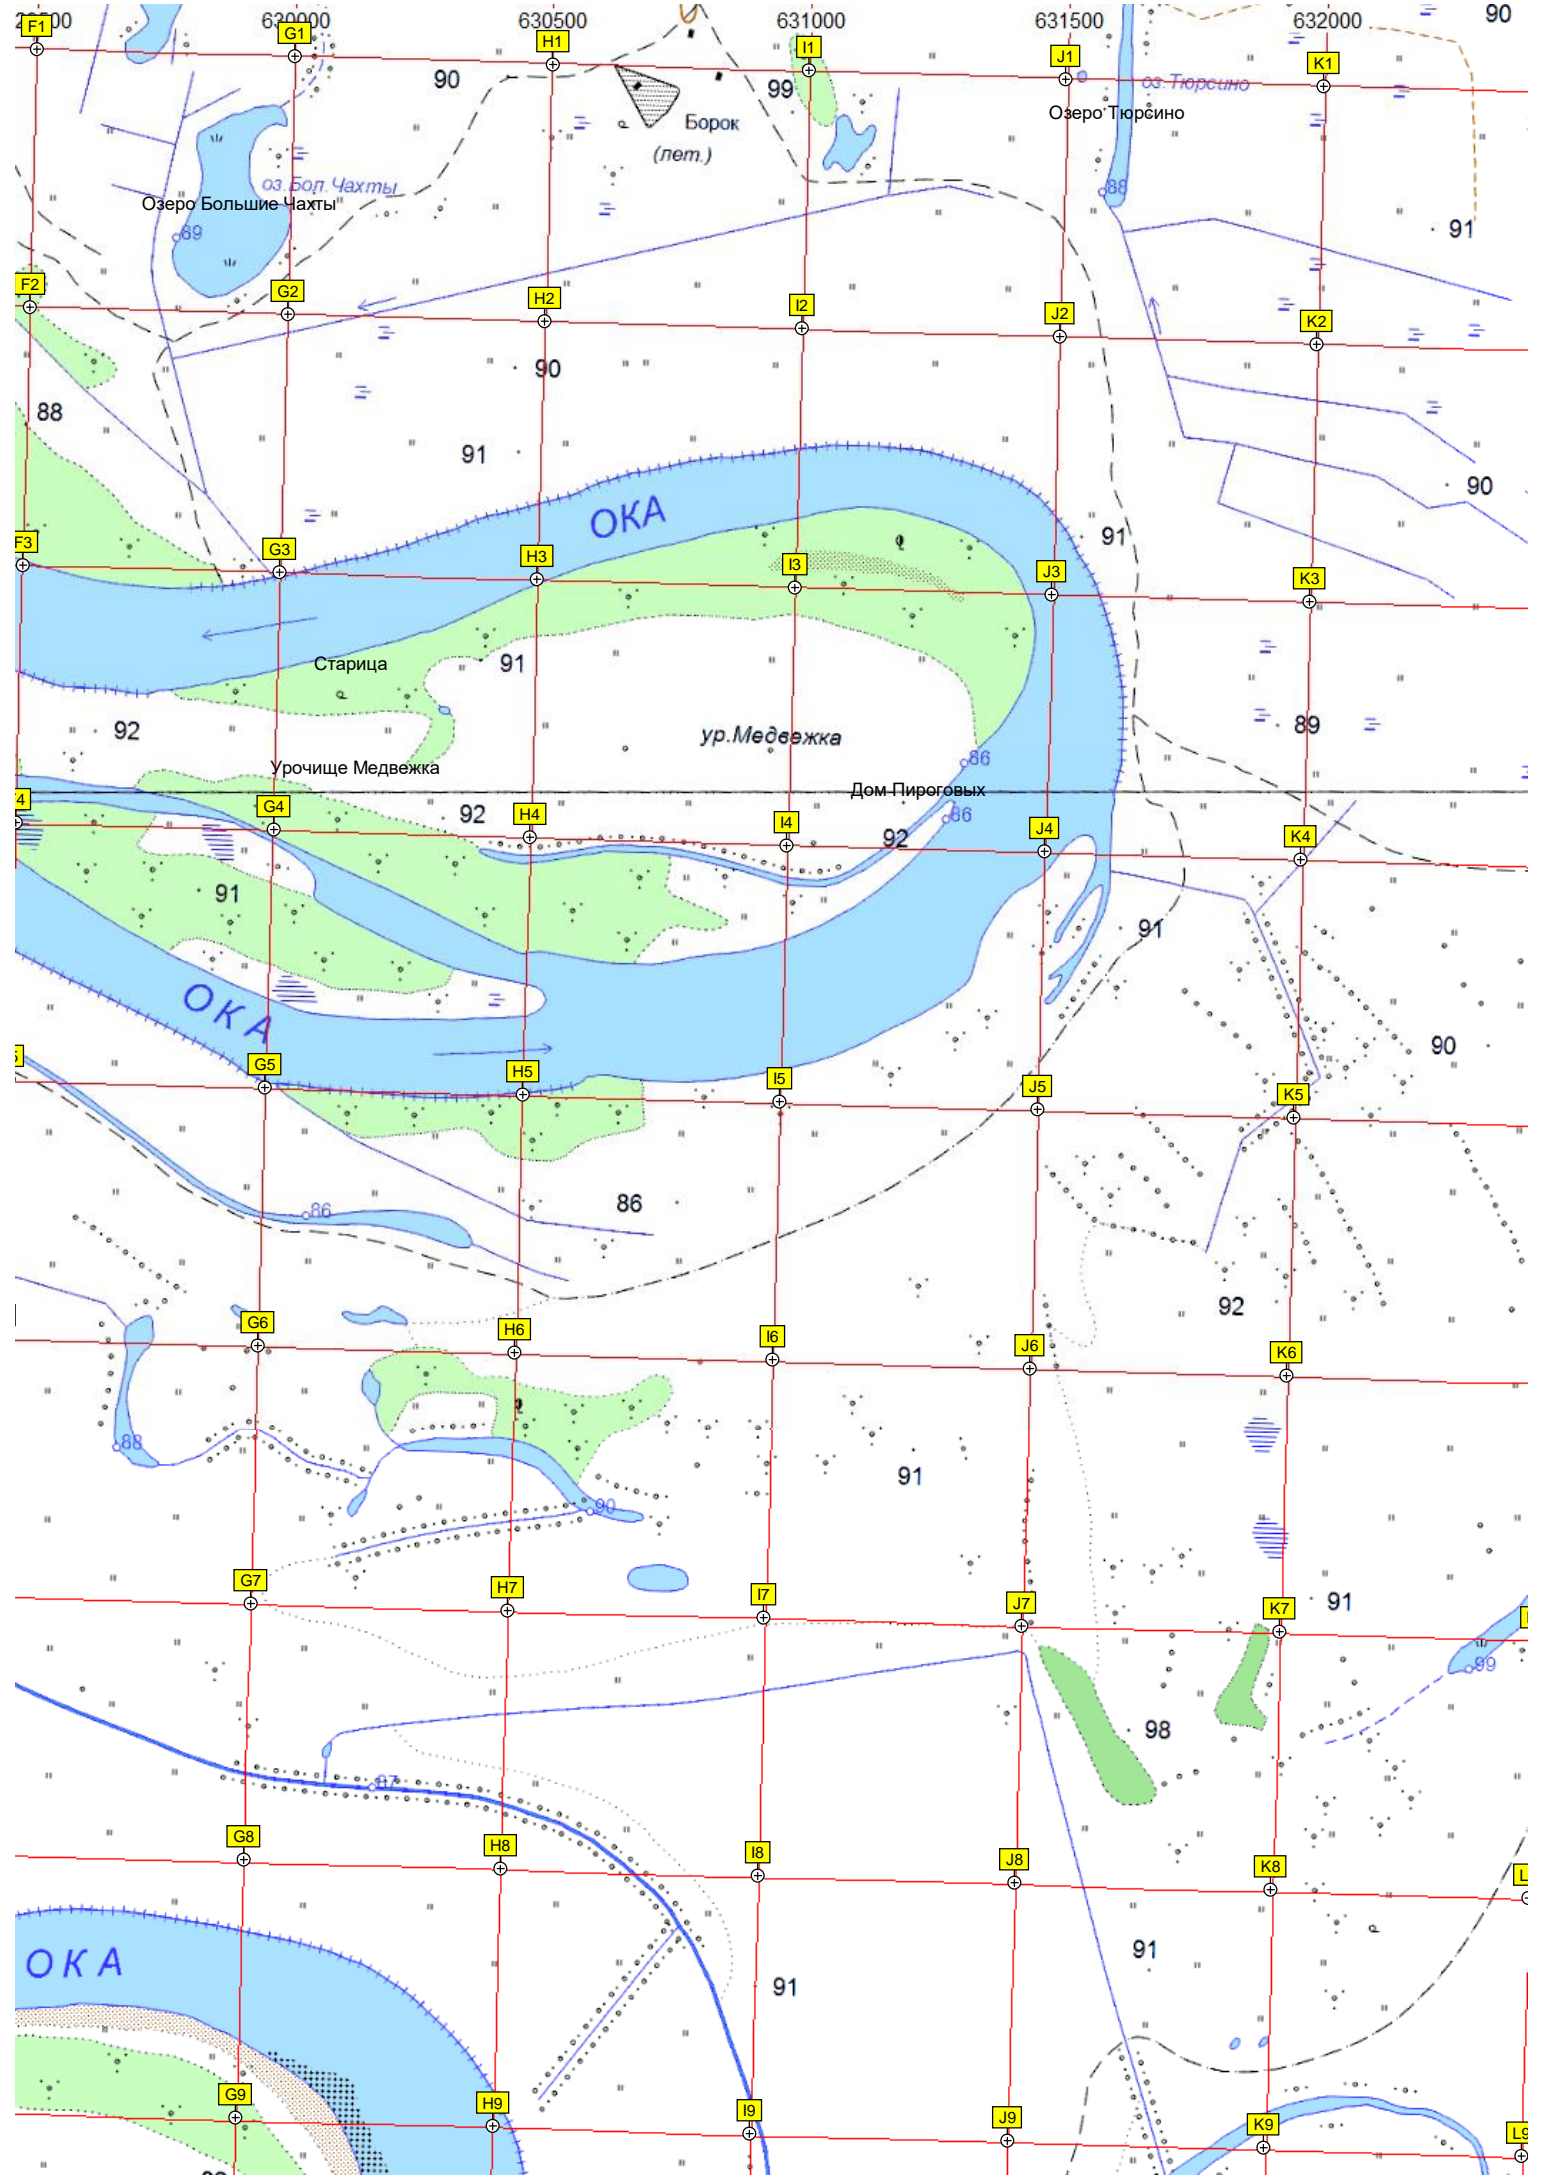 630000 630500 631000 631500 632000
90
F1 G1 H1 I1 J1 K1
90
99
оз.Тюрсино
Озеро Тюрсино
Борок
(лет.)
оз.Бол.Чахты
Озеро Большие Чахты
88
89
91
F2 G2 H2 I2 J2 K2
90
88
91
90
ОКА
91
F3 G3 H3 I3 J3 K3
Старица
91
92
ур.Медвежка
89
86
Урочище Медвежка
Дом Пироговых
4 G4 H4 I4 J4 K4
92
86
92
91
91
ОКА
90
G5 H5 I5 J5 K5
86
86
92
G6 H6 I6 J6 K6
88
91
90
G7 H7 I7 J7 K7
91
99
98
87
G8 H8 I8 J8 K8 L
91
ОКА
91
G9 H9 I9 J9 K9 L9